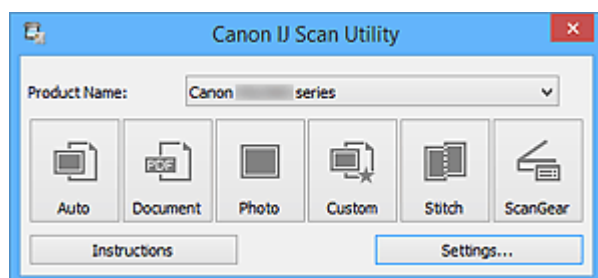 Canon IJ Scan Utility
Product Name: Canon series
PDF
Auto Document Photo Custom Stitch ScanGear
Instructions Settings...